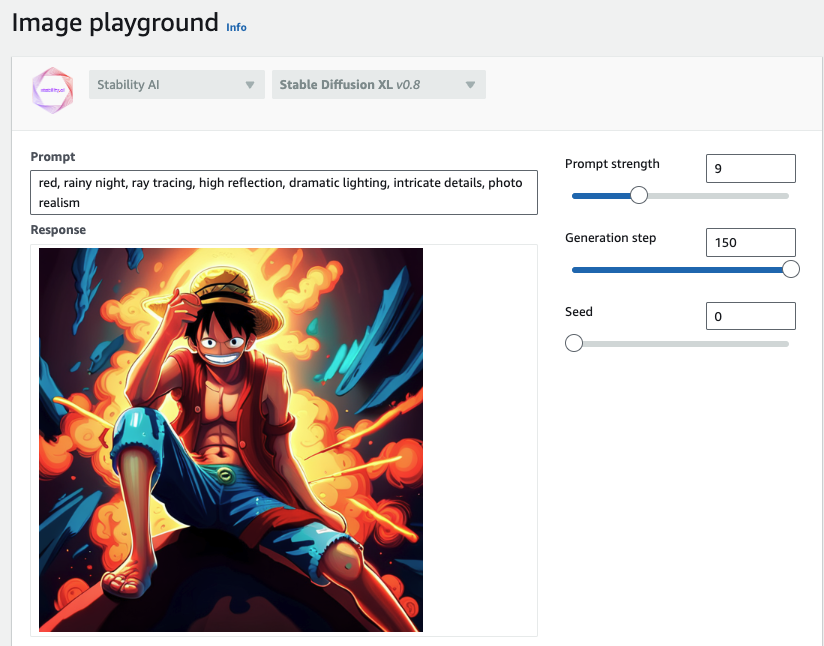 Image playground Info
Stability AI
Stable Diffusion XL v0.8
Prompt
red, rainy night, ray tracing, high reflection, dramatic lighting, intricate details, photo
realism
Response
Prompt strength
9
Generation step
150
Seed
0